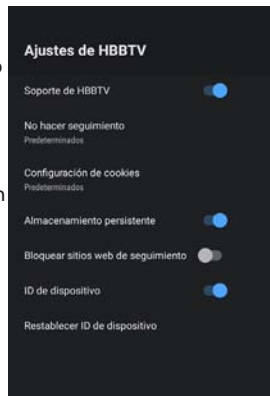 Ajustes de HBBTV
Soporte de HBBTV
No hacer seguimiento
Predeterminados
Configuración de cookies
Predeterminados
Almacenamiento persistente
Bloquear sitios web de seguimiento
ID de dispositivo
Restablecer ID de dispositivo